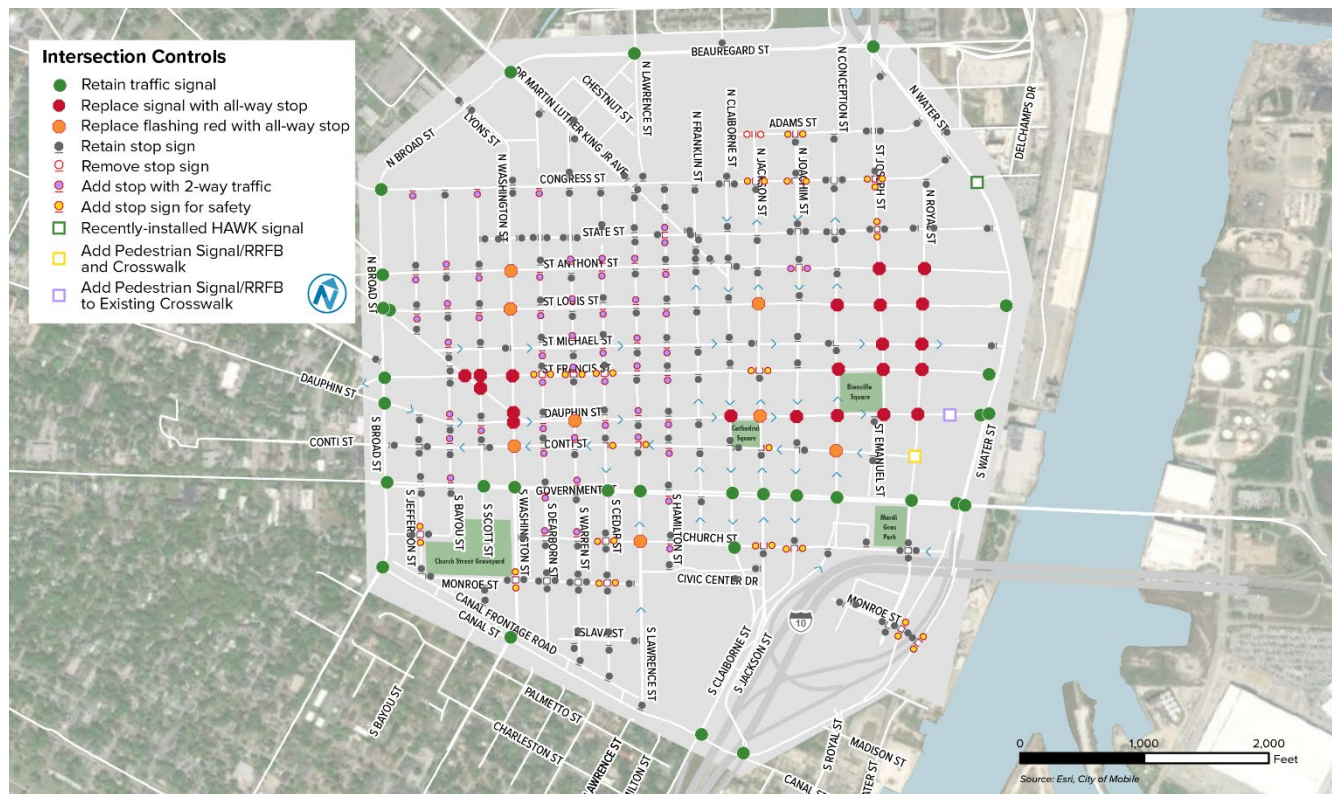 Intersection Controls
Retain traffic signal
Replace signal with all-way stop
Replace flashing red with all-way stop
Retain stop sign
Remove stop sign
Add stop with 2-way traffic
Add stop sign for safety
Recently-installed HAWK signal
Add Pedestrian Signal/RRFB
and Crosswalk
Add Pedestrian Signal/RRFB
to Existing Crosswalk
N
BEAUREGARD ST
N LAWRENCE ST
N CONCEPTION ST
DR MARTIN LUTHER KING JR AVE
CHESTNUT ST
N WATER ST
DELCHAMPS DR
N BROAD ST
LYONS ST
N WASHINGTON ST
N FRANKLIN ST
N CLAIBORNE ST
ADAMS ST
N JACKSON ST
N JOACHIM ST
ST JOSEPH ST
N ROYAL ST
CONGRESS ST
STATE ST
N BROAD ST
ST ANTHONY ST
ST LOUIS ST
ST MICHAEL ST
ST FRANCIS ST
DAUPHIN ST
DAUPHIN ST
Bienville
Square
Cathedral
Square
CONTI ST
CONTI ST
S BROAD ST
ST EMANUEL ST
S WATER ST
GOVERNMENT ST
S JEFFERSON ST
S BAYOU ST
S SCOTT ST
S WASHINGTON ST
S DEARBORN ST
S WARREN ST
S CEDAR ST
S HAMILTON ST
CHURCH ST
Mardi
Gras
Park
Church Street Graveyard
MONROE ST
CIVIC CENTER DR
MONROE ST
CANAL FRONTAGE ROAD
CANAL ST
ESLAVA ST
S LAWRENCE ST
S CLAIBORNE ST
S JACKSON ST
10
S BAYOU ST
PALMETTO ST
CHARLESTON ST
S ROYAL ST
MADISON ST
CANAL ST
0 1,000 2,000
Feet
Source: Esri, City of Mobile